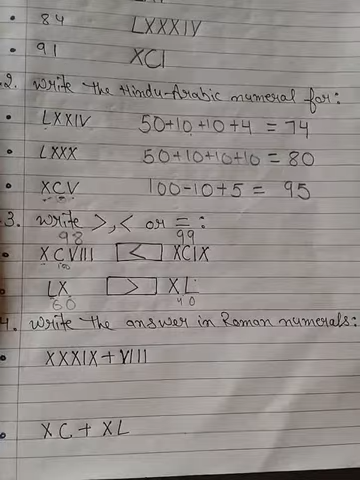 • 84 LXXXIV
• 91 XCI
2. Write the Hindu-Arabic numeral for:
• LXXIV 50+10+10+4 = 74
• LXXX 50+10+10+10 = 80
• XCV 100-10+5 = 95
3. Write >, < or = :
98 99
• XCVIII < XCIX
100
LX > XL
60 40
4. Write the answer in Roman numerals:
• XXXIX + VIII
• XC + XL